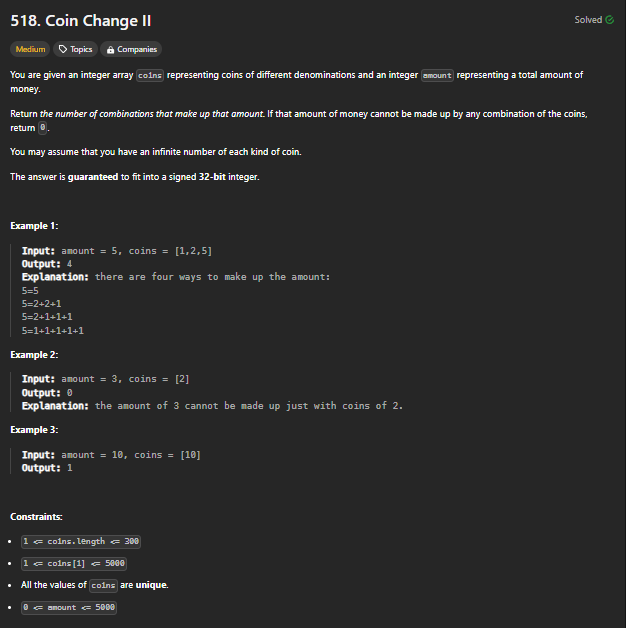 518. Coin Change II
Solved
Medium Topics Companies
You are given an integer array coins representing coins of different denominations and an integer amount representing a total amount of
money.
Return the number of combinations that make up that amount. If that amount of money cannot be made up by any combination of the coins,
return 0.
You may assume that you have an infinite number of each kind of coin.
The answer is guaranteed to fit into a signed 32-bit integer.
Example 1:
Input: amount = 5, coins = [1,2,5]
Output: 4
Explanation: there are four ways to make up the amount:
5=5
5=2+2+1
5=2+1+1+1
5=1+1+1+1+1
Example 2:
Input: amount = 3, coins = [2]
Output: 0
Explanation: the amount of 3 cannot be made up just with coins of 2.
Example 3:
Input: amount = 10, coins = [10]
Output: 1
Constraints:
• 1 <= coins.length <= 300
• 1 <= coins[i] <= 5000
• All the values of coins are unique.
• 0 <= amount <= 5000